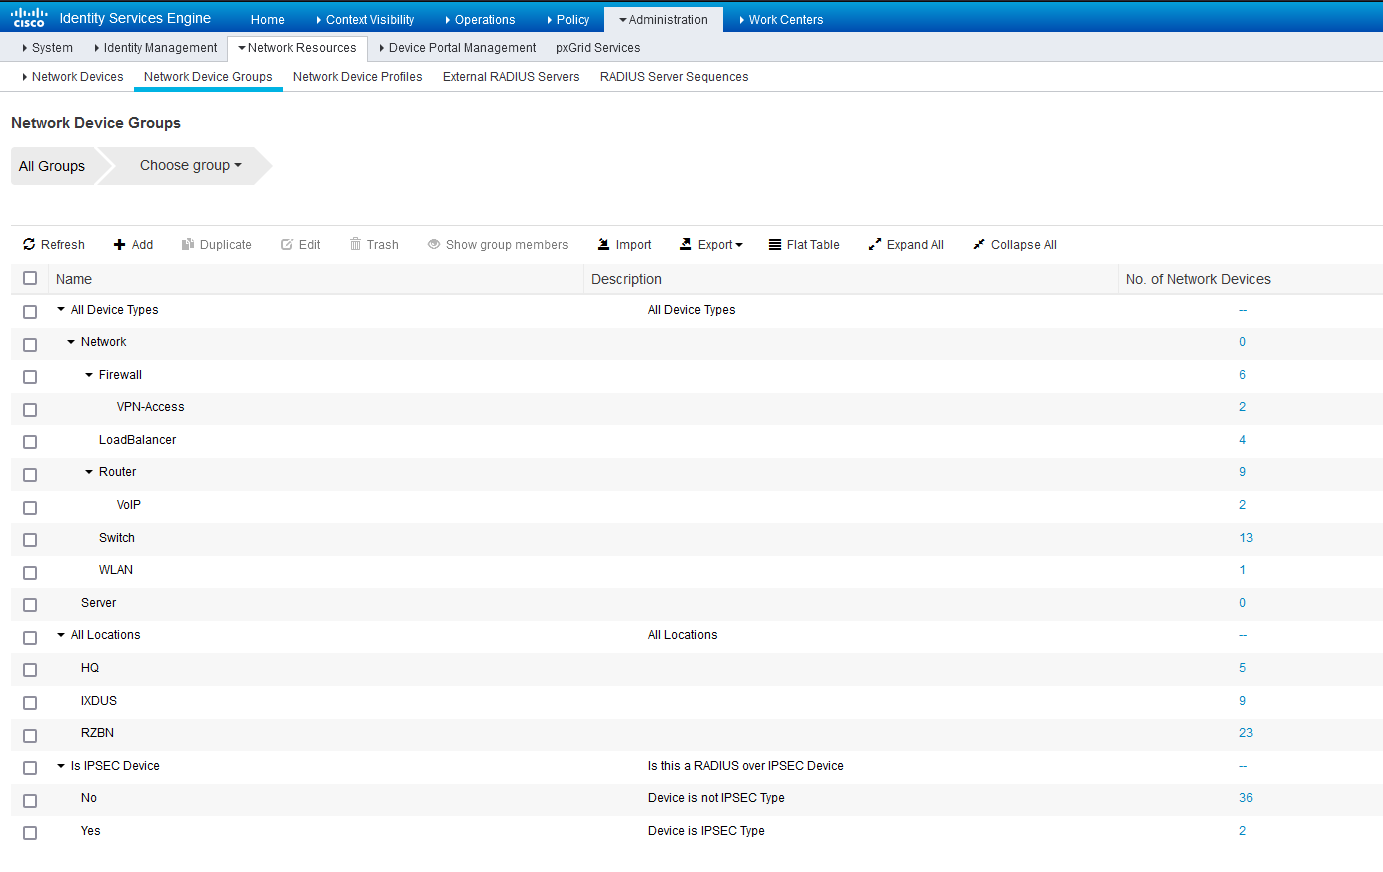 cisco Identity Services Engine Home Context Visibility Operations Policy Administration Work Centers
System Identity Management Network Resources Device Portal Management pxGrid Services
Network Devices Network Device Groups Network Device Profiles External RADIUS Servers RADIUS Server Sequences
Network Device Groups
All Groups Choose group
Refresh Add Duplicate Edit Trash Show group members Import Export Flat Table Expand All Collapse All
Name Description No. of Network Devices
All Device Types All Device Types --
Network 0
Firewall 6
VPN-Access 2
LoadBalancer 4
Router 9
VoIP 2
Switch 13
WLAN 1
Server 0
All Locations All Locations --
HQ 5
IXDUS 9
RZBN 23
Is IPSEC Device Is this a RADIUS over IPSEC Device --
No Device is not IPSEC Type 36
Yes Device is IPSEC Type 2